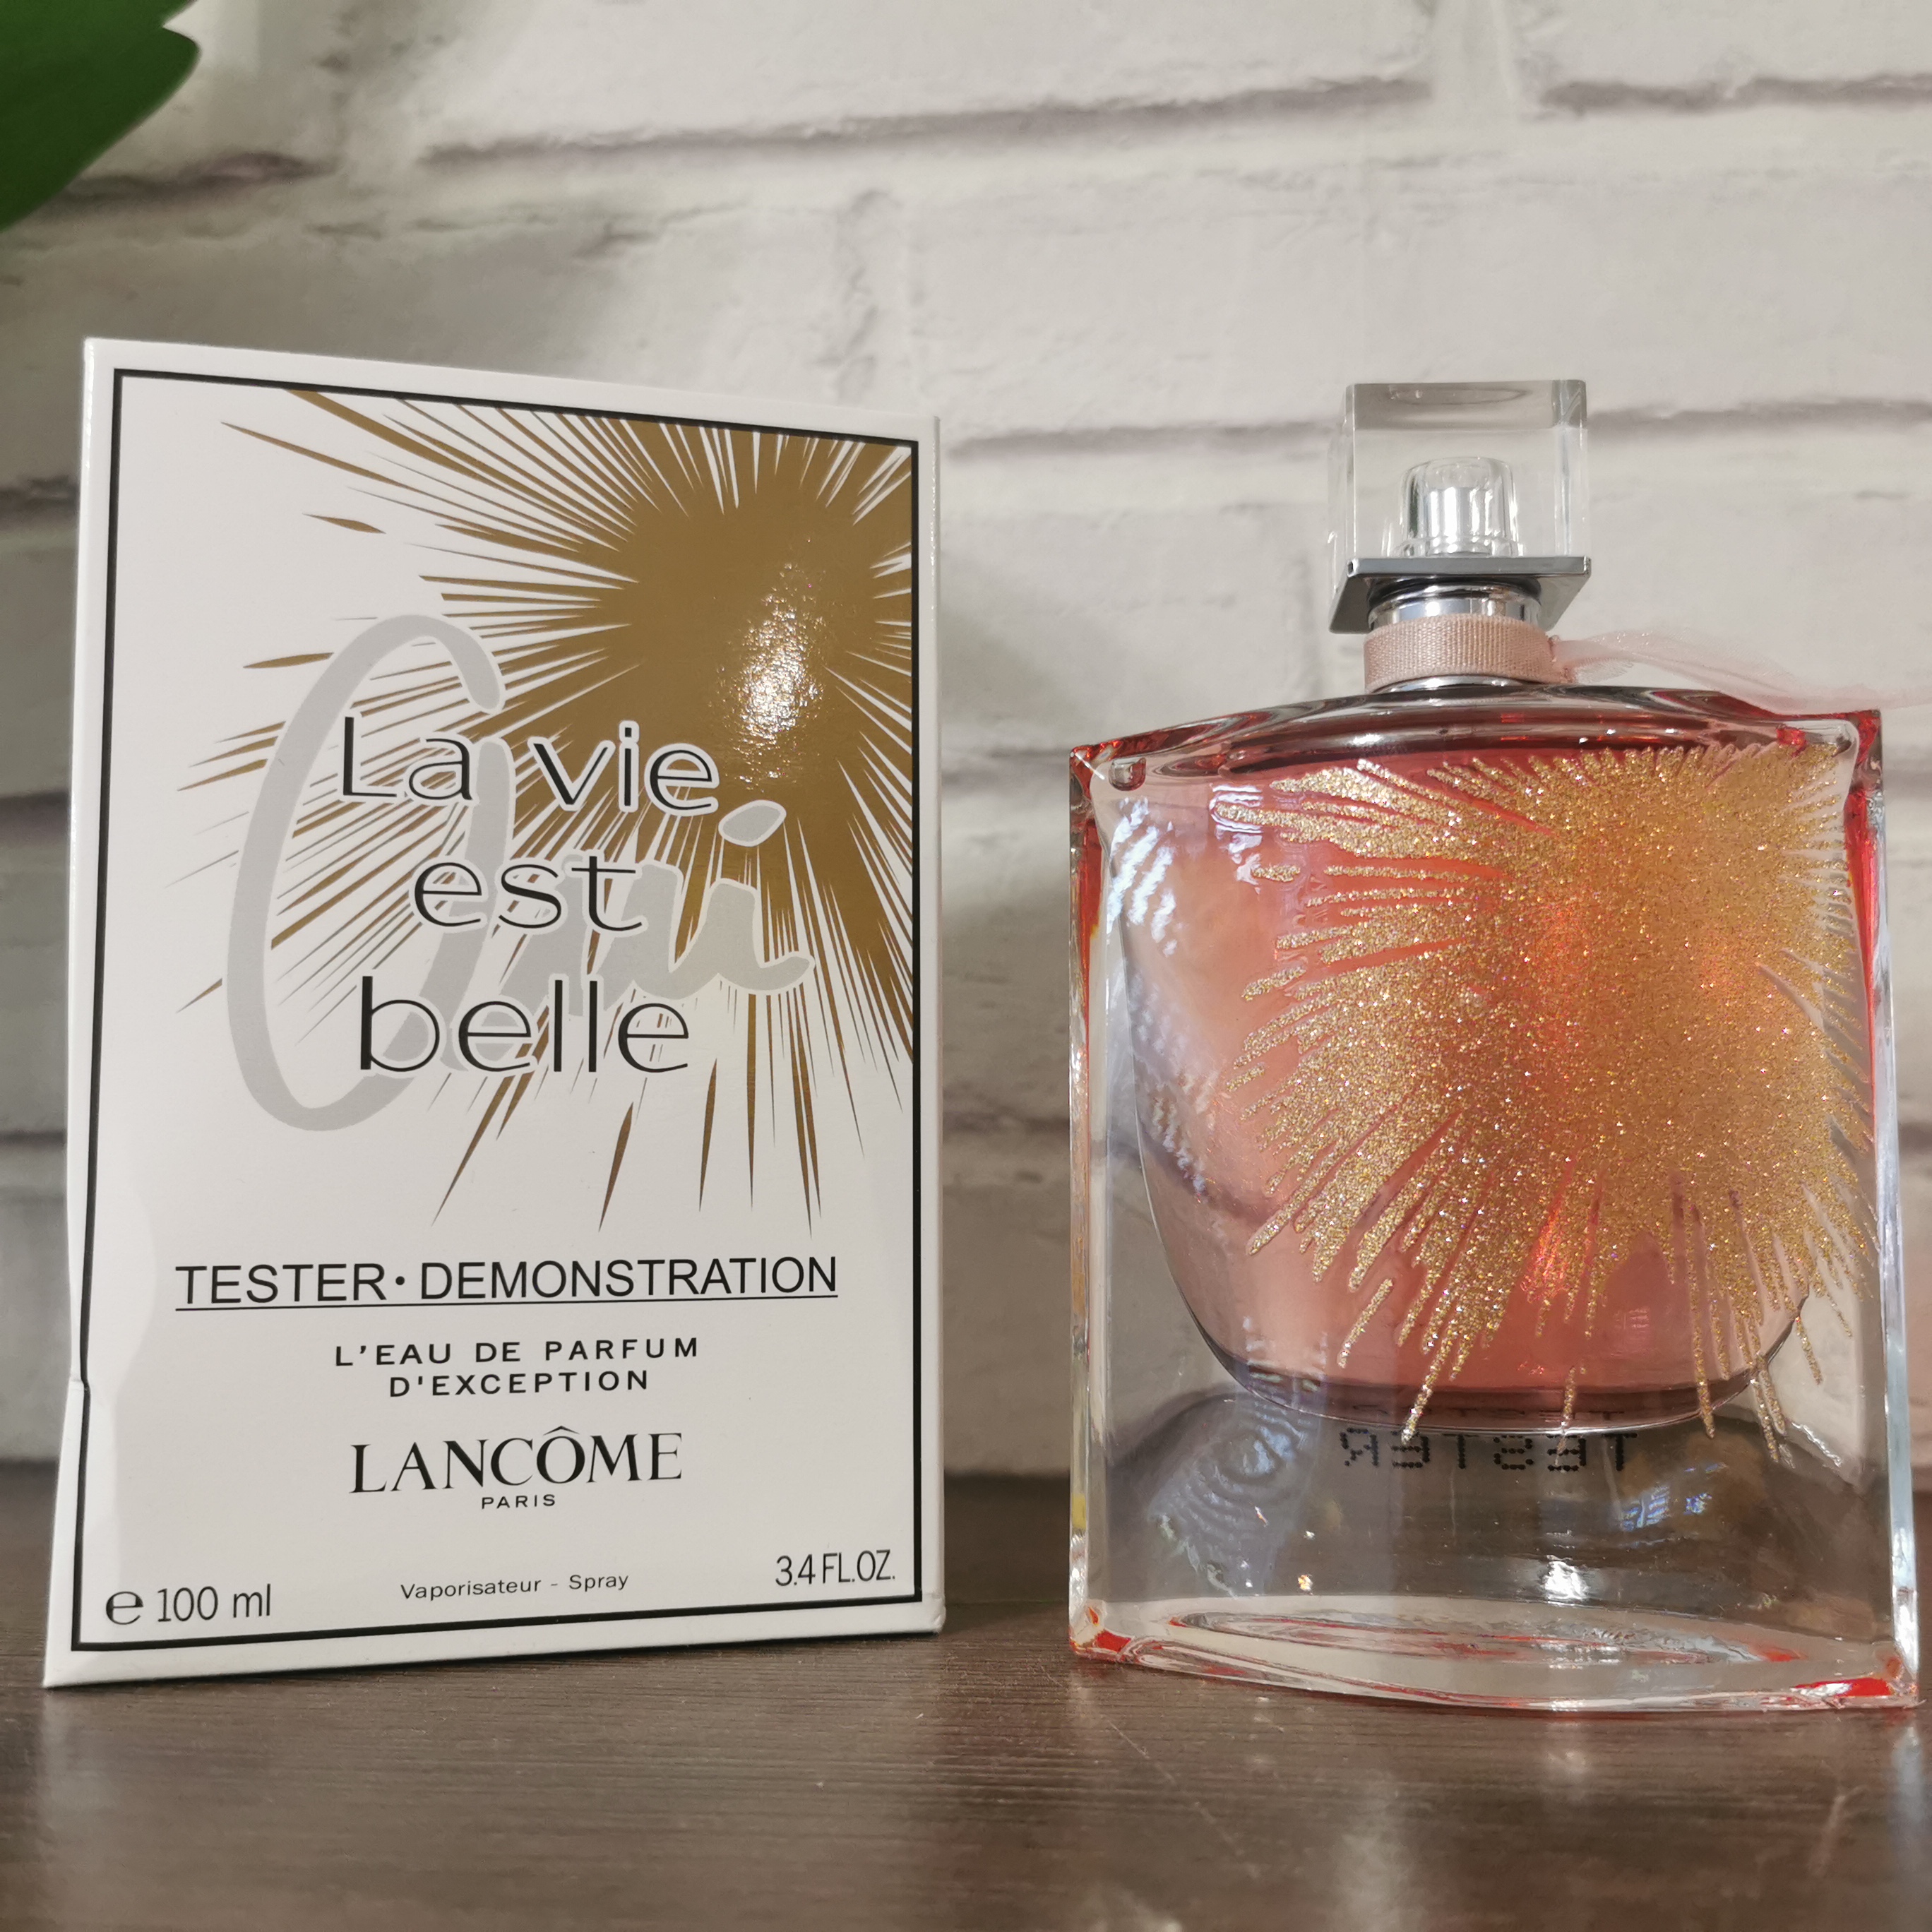 Oui
La vie
est
belle
TESTER • DEMONSTRATION
L'EAU DE PARFUM
D'EXCEPTION
LANCÔME
PARIS
℮ 100 ml
Vaporisateur - Spray
3.4 FL.OZ.
TESTER